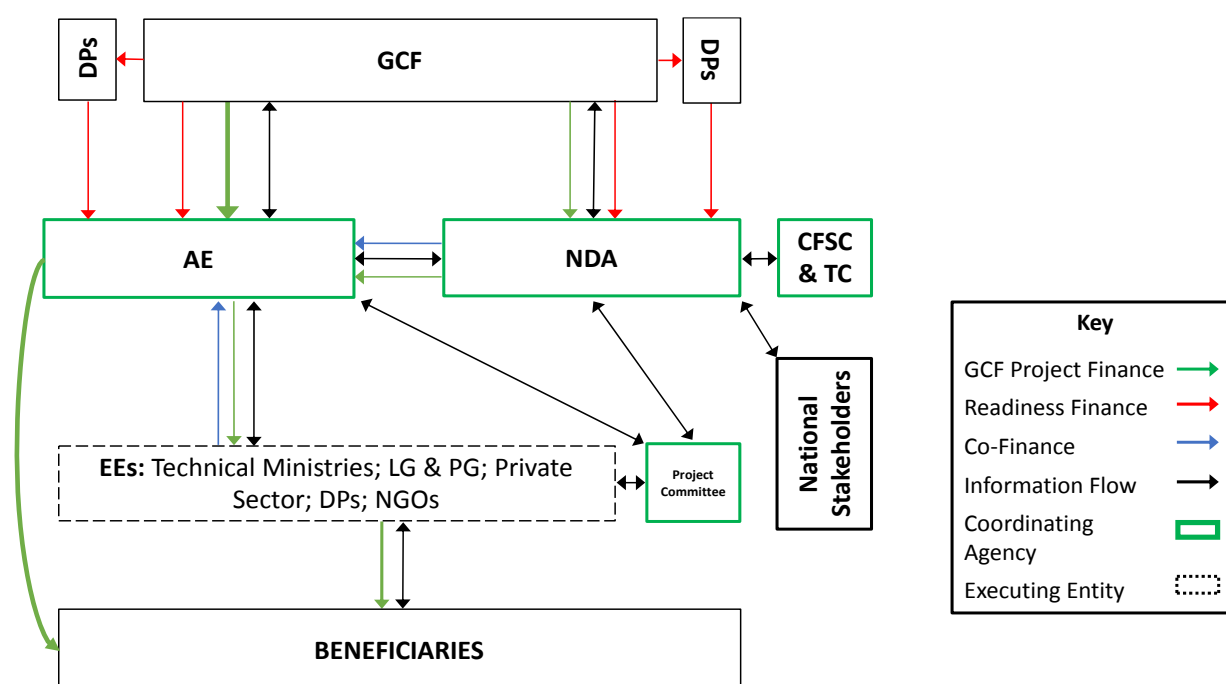 DPs
GCF
DPs
AE
NDA
CFSC
& TC
EEs: Technical Ministries; LG & PG; Private
Sector; DPs; NGOs
Project
Committee
National
Stakeholders
BENEFICIARIES
Key
GCF Project Finance
Readiness Finance
Co-Finance
Information Flow
Coordinating
Agency
Executing Entity